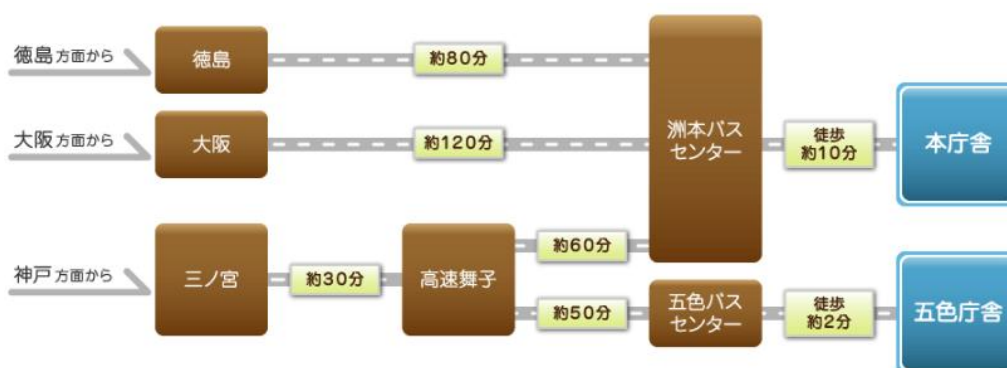 徳島方面から
徳島
約80分
大阪方面から
大阪
約120分
洲本バス
センター
徒歩
約10分
本庁舎
神戸方面から
三ノ宮
約30分
高速舞子
約60分
約50分
五色バス
センター
徒歩
約2分
五色庁舎